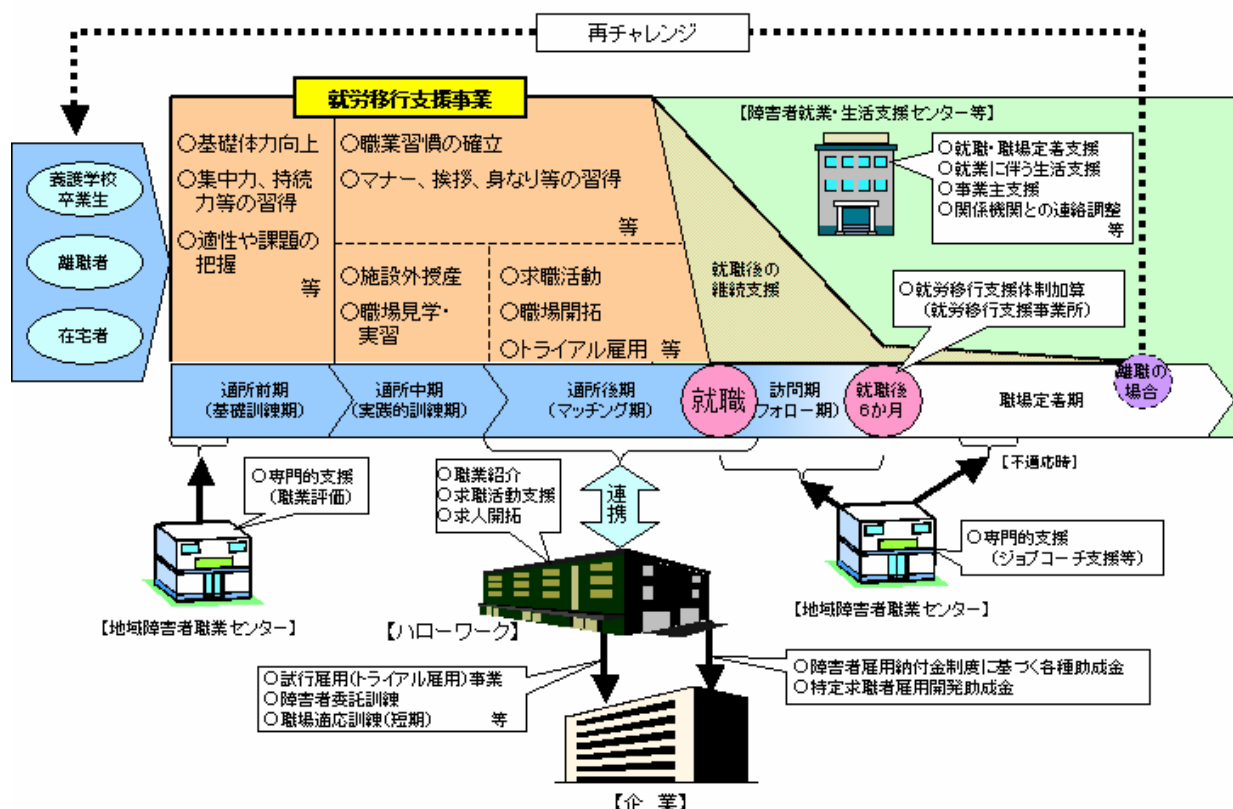 再チャレンジ
就労移行支援事業
【障害者就業・生活支援センター等】
養護学校
卒業生
離職者
在宅者
○基礎体力向上
○集中力、持続
力等の習得
○適性や課題の
把握
等
○職業習慣の確立
○マナー、挨拶、身なり等の習得
等
○施設外授産
○職場見学・
実習
○求職活動
○職場開拓
○トライアル雇用 等
就職後の
継続支援
○就職・職場定着支援
○就業に伴う生活支援
○事業主支援
○関係機関との連絡調整
等
○就労移行支援体制加算
(就労移行支援事業所)
通所前期
(基礎訓練期)
通所中期
(実践的訓練期)
通所後期
(マッチング期)
就職
訪問期
フォロー期)
就職後
6か月
職場定着期
離職の
場合
○専門的支援
(職業評価)
【地域障害者職業センター】
○職業紹介
○求職活動支援
○求人開拓
連携
【ハローワーク】
【不適応時】
○専門的支援
(ジョブコーチ支援等)
【地域障害者職業センター】
○試行雇用(トライアル雇用)事業
○障害者委託訓練
○職場適応訓練(短期) 等
○障害者雇用納付金制度に基づく各種助成金
○特定求職者雇用開発助成金
【企 業】